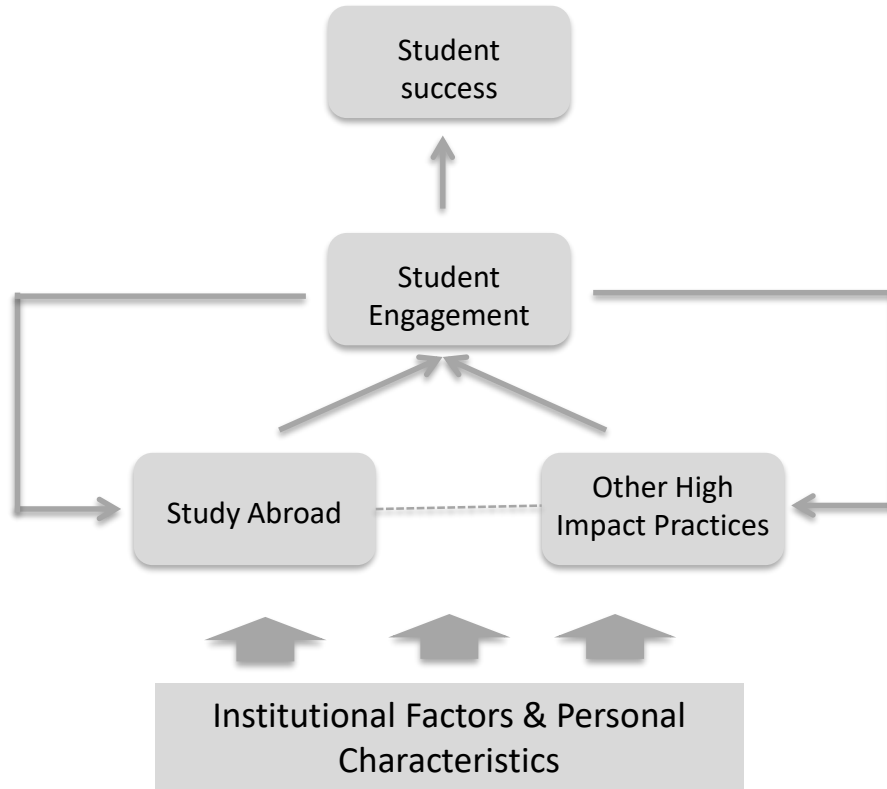 Student
success
Student
Engagement
Study Abroad
Other High
Impact Practices
Institutional Factors & Personal
Characteristics